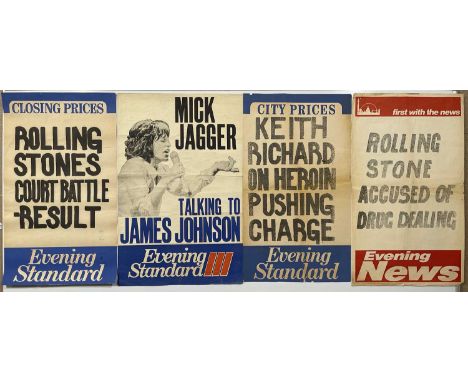 CLOSING PRICES
ROLLING
STONES
COURT BATTLE
-RESULT
Evening
Standard
MICK
JAGGER
TALKING TO
JAMES JOHNSON
Evening
Standard
CITY PRICES
KEITH
RICHARD
ON HEROIN
PUSHING
CHARGE
Evening
Standard
first with the news
ROLLING
STONE
ACCUSED OF
DRUG DEALING
Evening
News